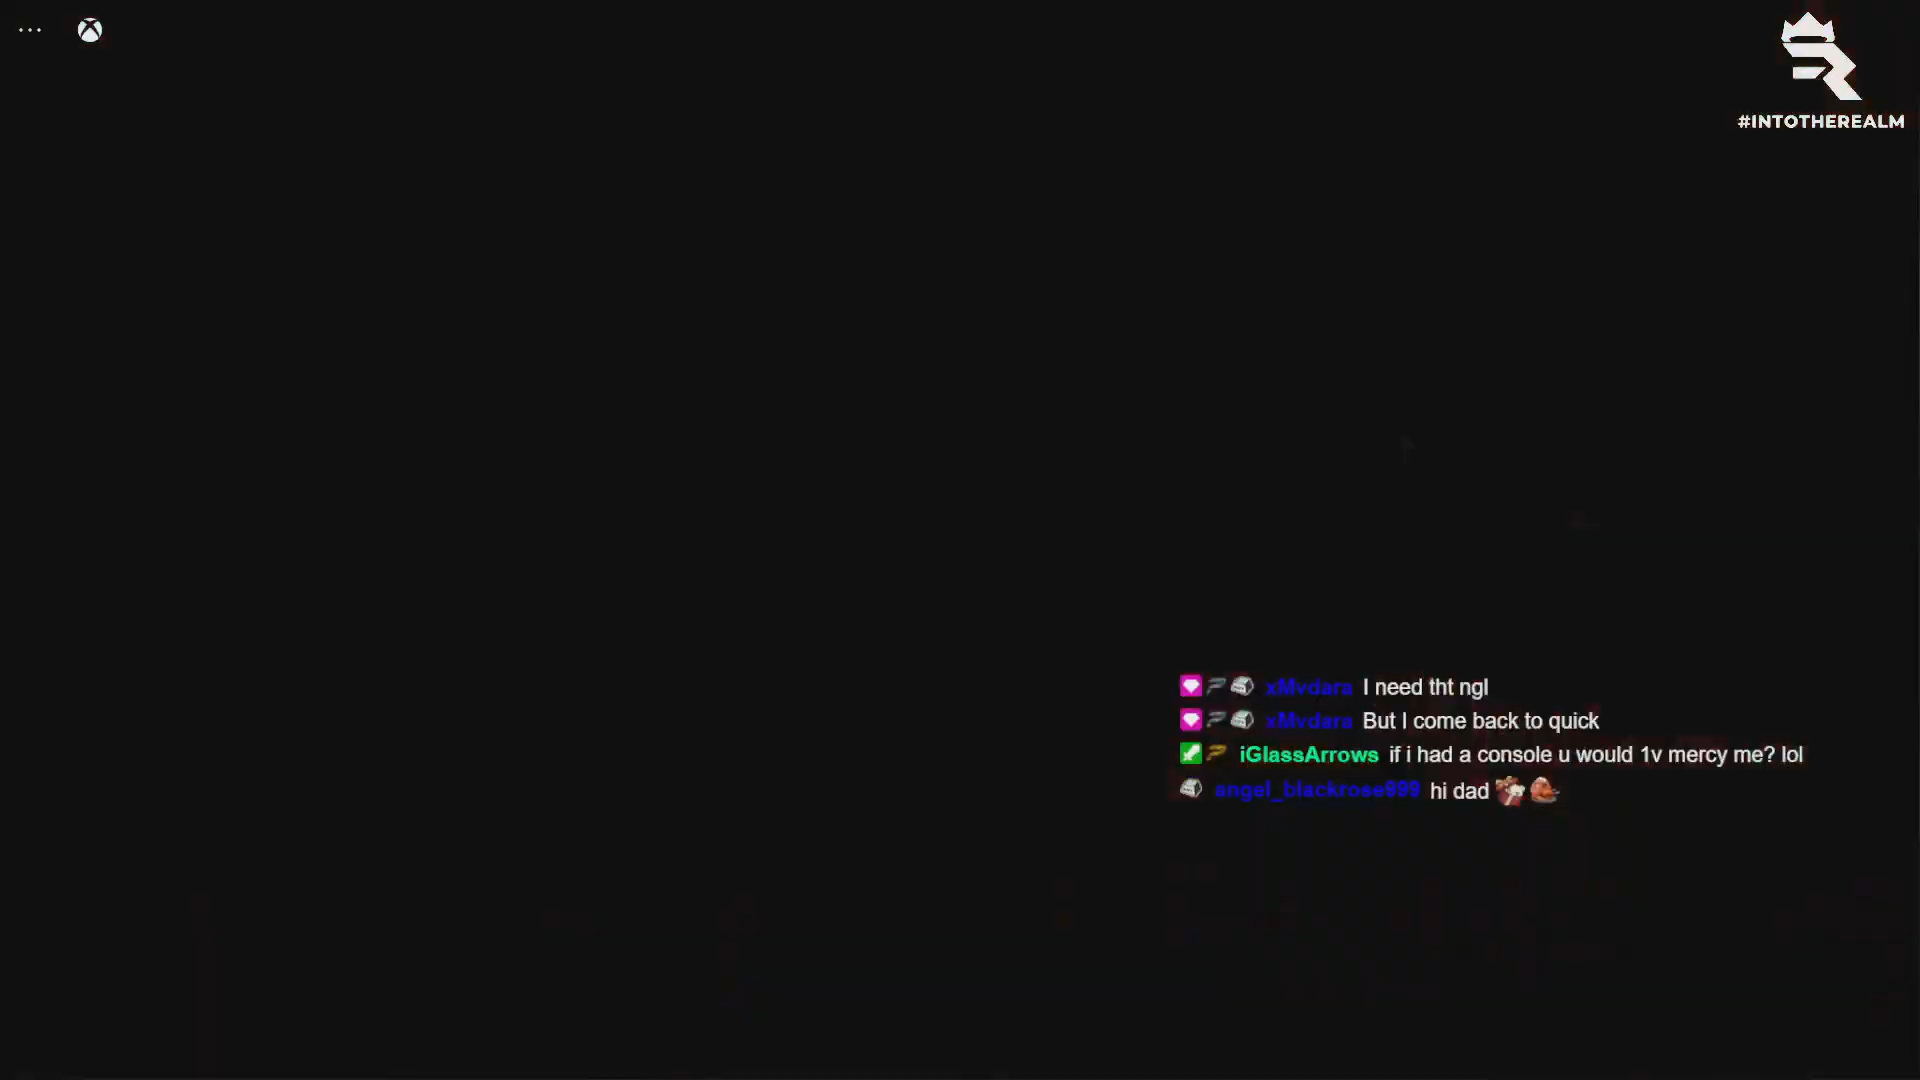 #INTOTHEREALM
xMvdara I need tht ngl
xMvdara But I come back to quick
iGlassArrows if i had a console u would 1v mercy me? lol
angel_blackrose999 hi dad